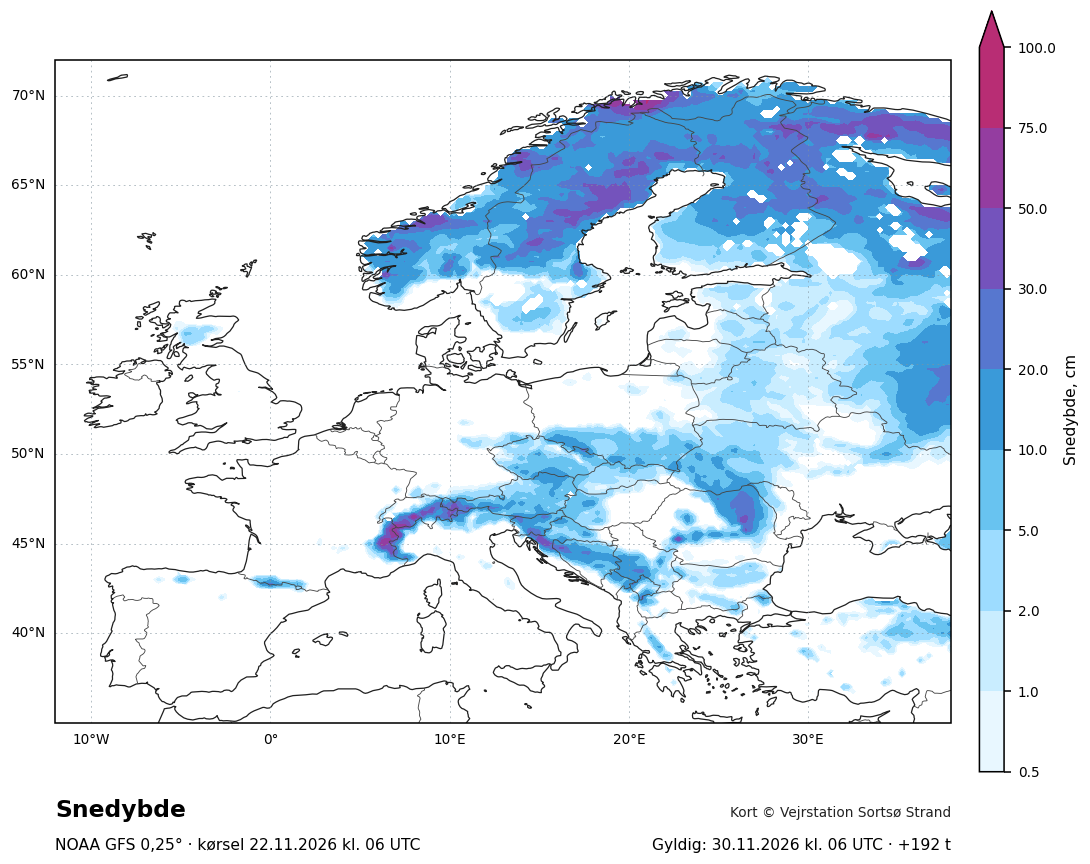 100.0
75.0
50.0
30.0
20.0
10.0
5.0
2.0
1.0
0.5
Snedybde, cm
70°N
65°N
60°N
55°N
50°N
45°N
40°N
10°W 0° 10°E 20°E 30°E
Snedybde
Kort © Vejrstation Sortsø Strand
NOAA GFS 0,25° · kørsel 22.11.2026 kl. 06 UTC
Gyldig: 30.11.2026 kl. 06 UTC · +192 t